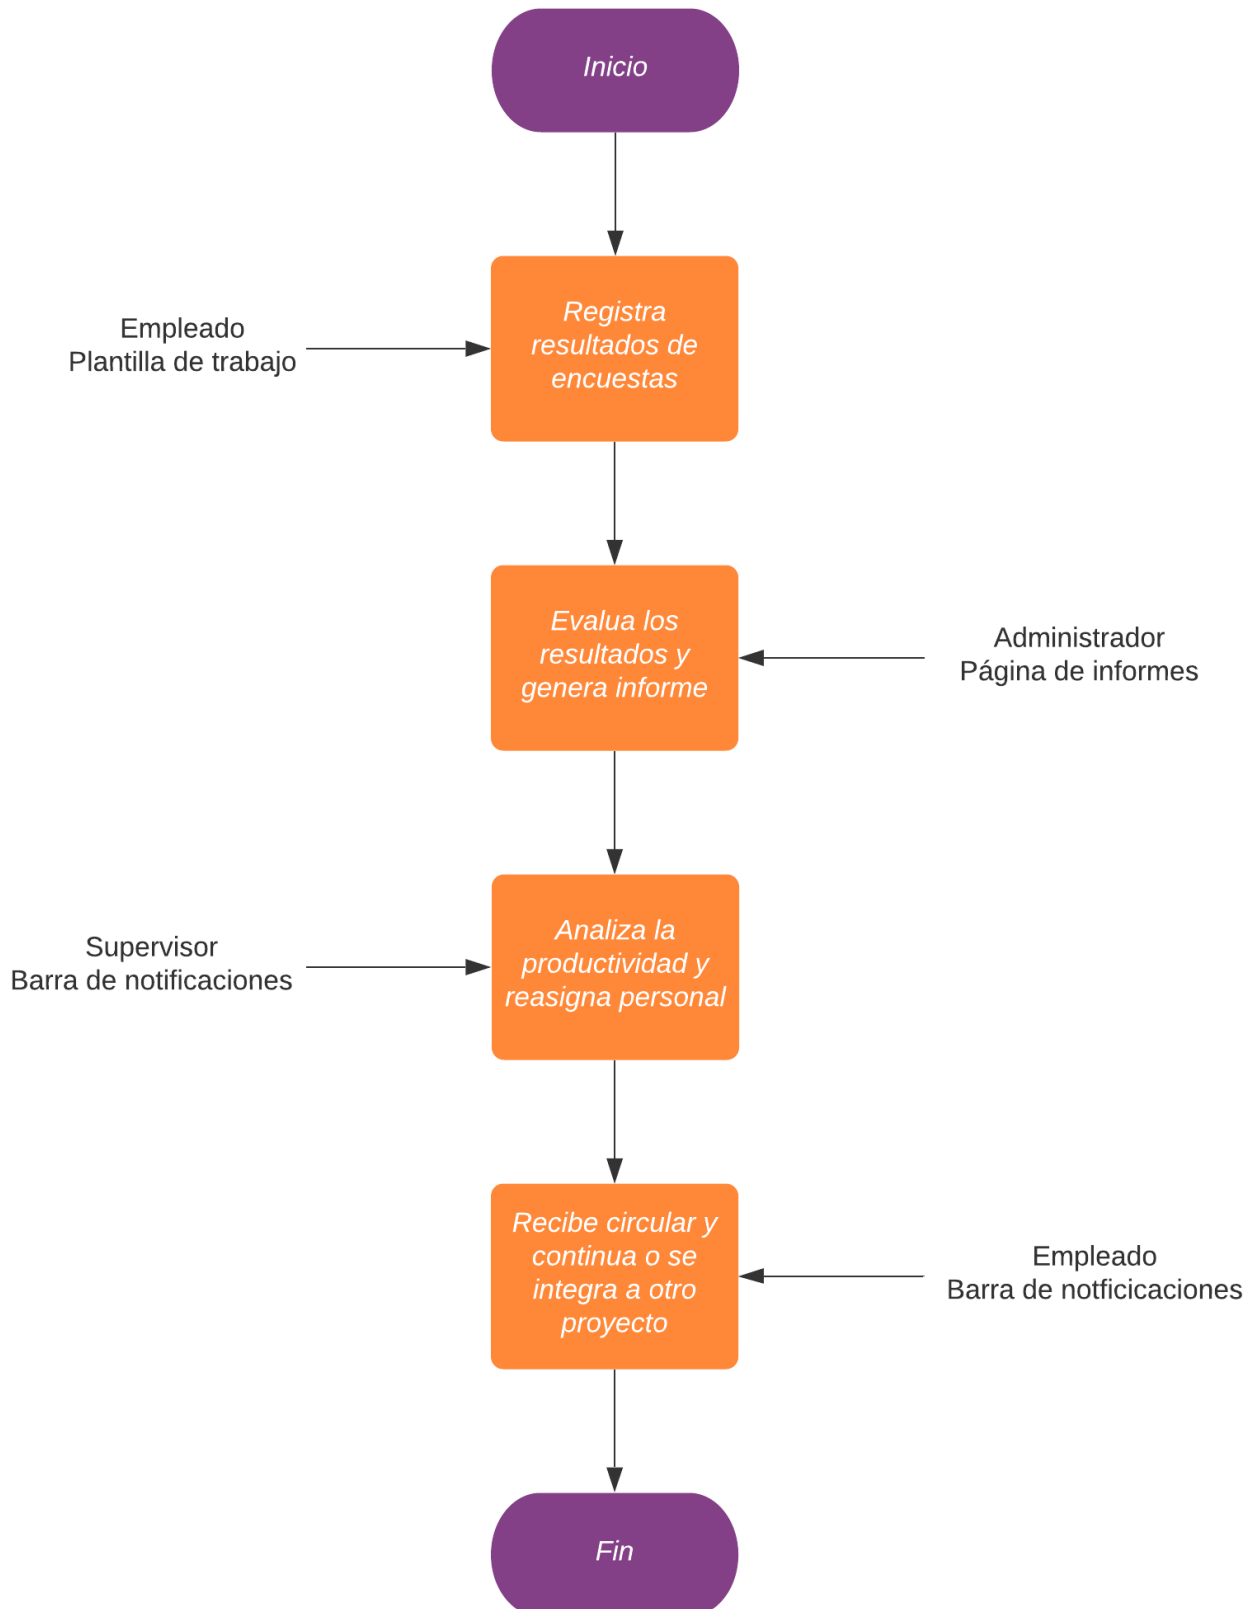 Inicio
Empleado
Plantilla de trabajo
Registra
resultados de
encuestas
Evalua los
resultados y
genera informe
Administrador
Página de informes
Supervisor
Barra de notificaciones
Analiza la
productividad y
reasigna personal
Recibe circular y
continua o se
integra a otro
proyecto
Empleado
Barra de notficicaciones
Fin